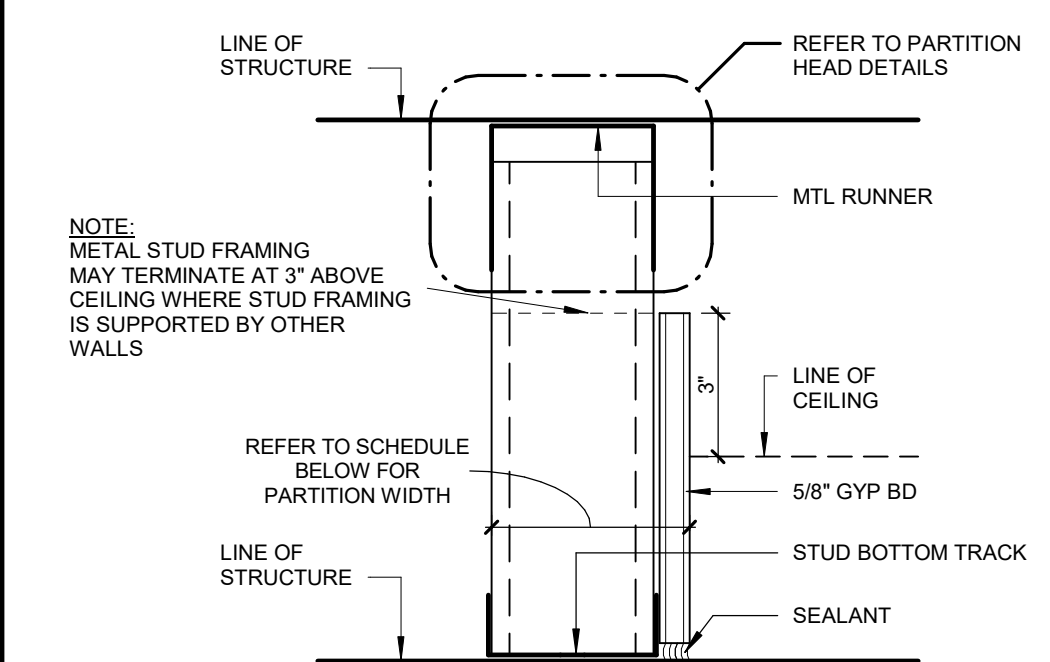 LINE OF
STRUCTURE
REFER TO PARTITION
HEAD DETAILS
MTL RUNNER
NOTE:
METAL STUD FRAMING
MAY TERMINATE AT 3" ABOVE
CEILING WHERE STUD FRAMING
IS SUPPORTED BY OTHER
WALLS
3"
LINE OF
CEILING
REFER TO SCHEDULE
BELOW FOR
PARTITION WIDTH
5/8" GYP BD
LINE OF
STRUCTURE
STUD BOTTOM TRACK
SEALANT